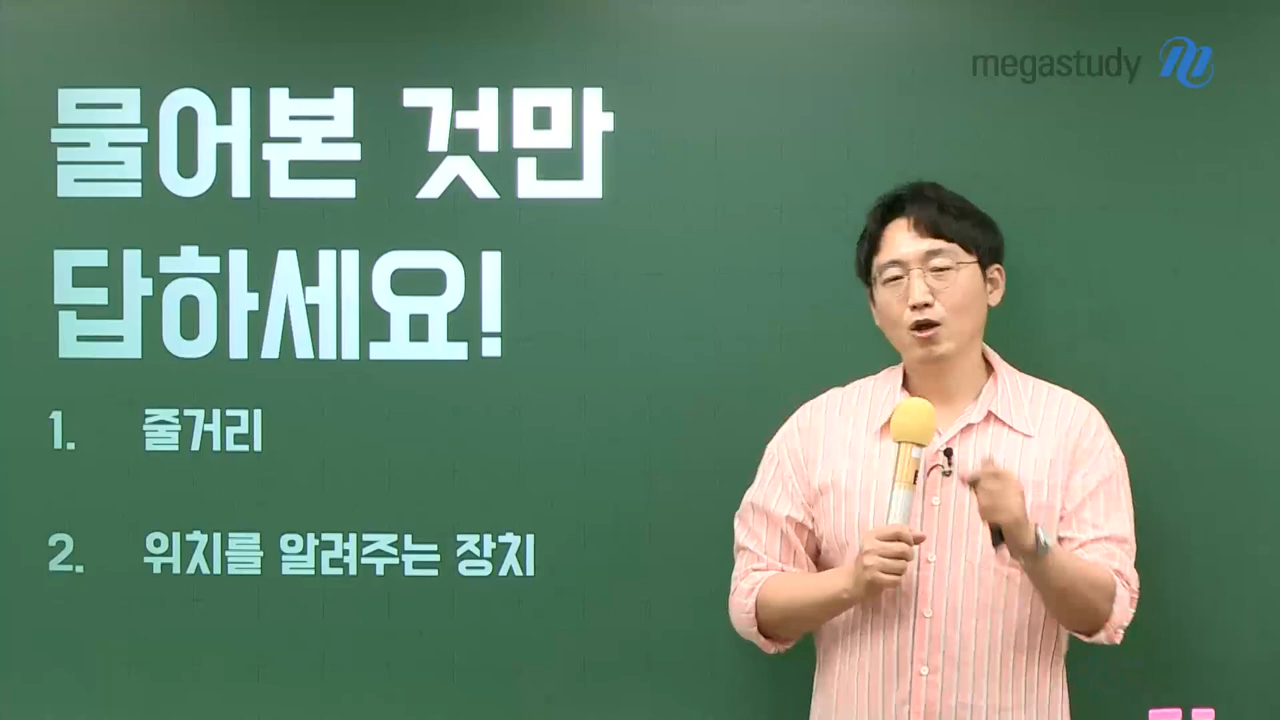 megastudy
물어본 것만
답하세요!
1. 줄거리
2. 위치를 알려주는 장치